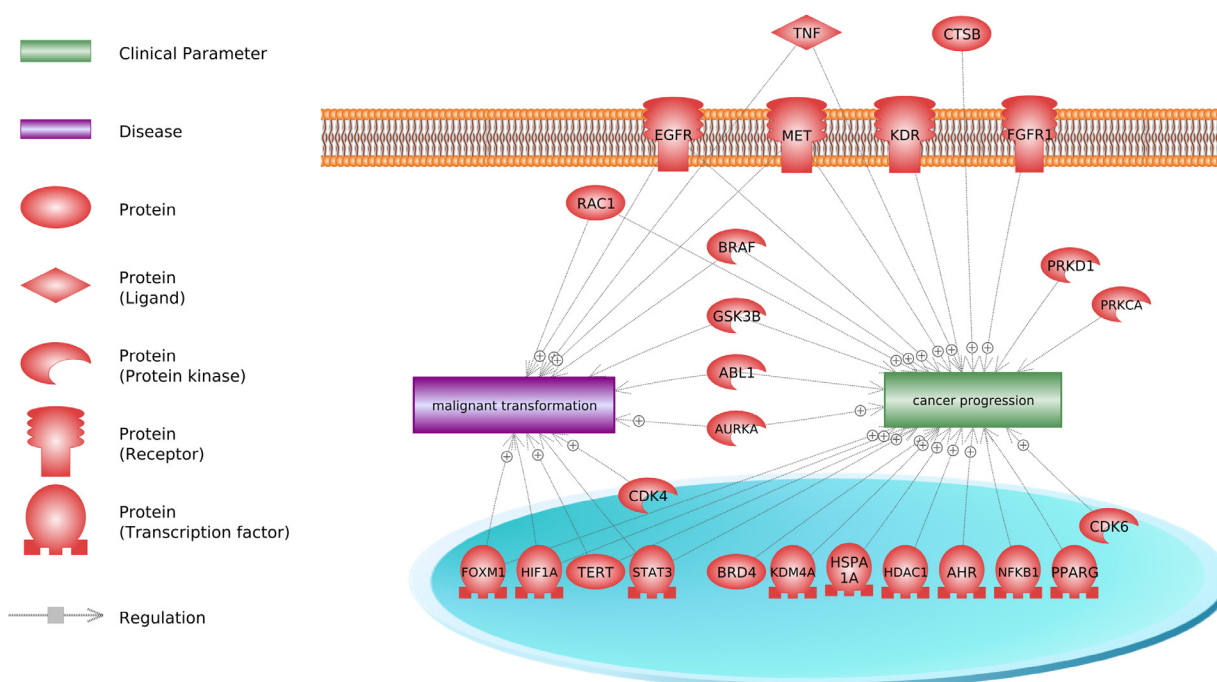 Clinical Parameter
Disease
Protein
Protein
(Ligand)
Protein
(Protein kinase)
Protein
(Receptor)
Protein
(Transcription factor)
Regulation
TNF
CTSB
EGFR
MET
KDR
FGFR1
RAC1
BRAF
PRKD1
PRKCA
GSK3B
ABL1
malignant transformation
cancer progression
AURKA
CDK4
CDK6
FOXM1
HIF1A
TERT
STAT3
BRD4
KDM4A
HSPA
1A
HDAC1
AHR
NFKB1
PPARG